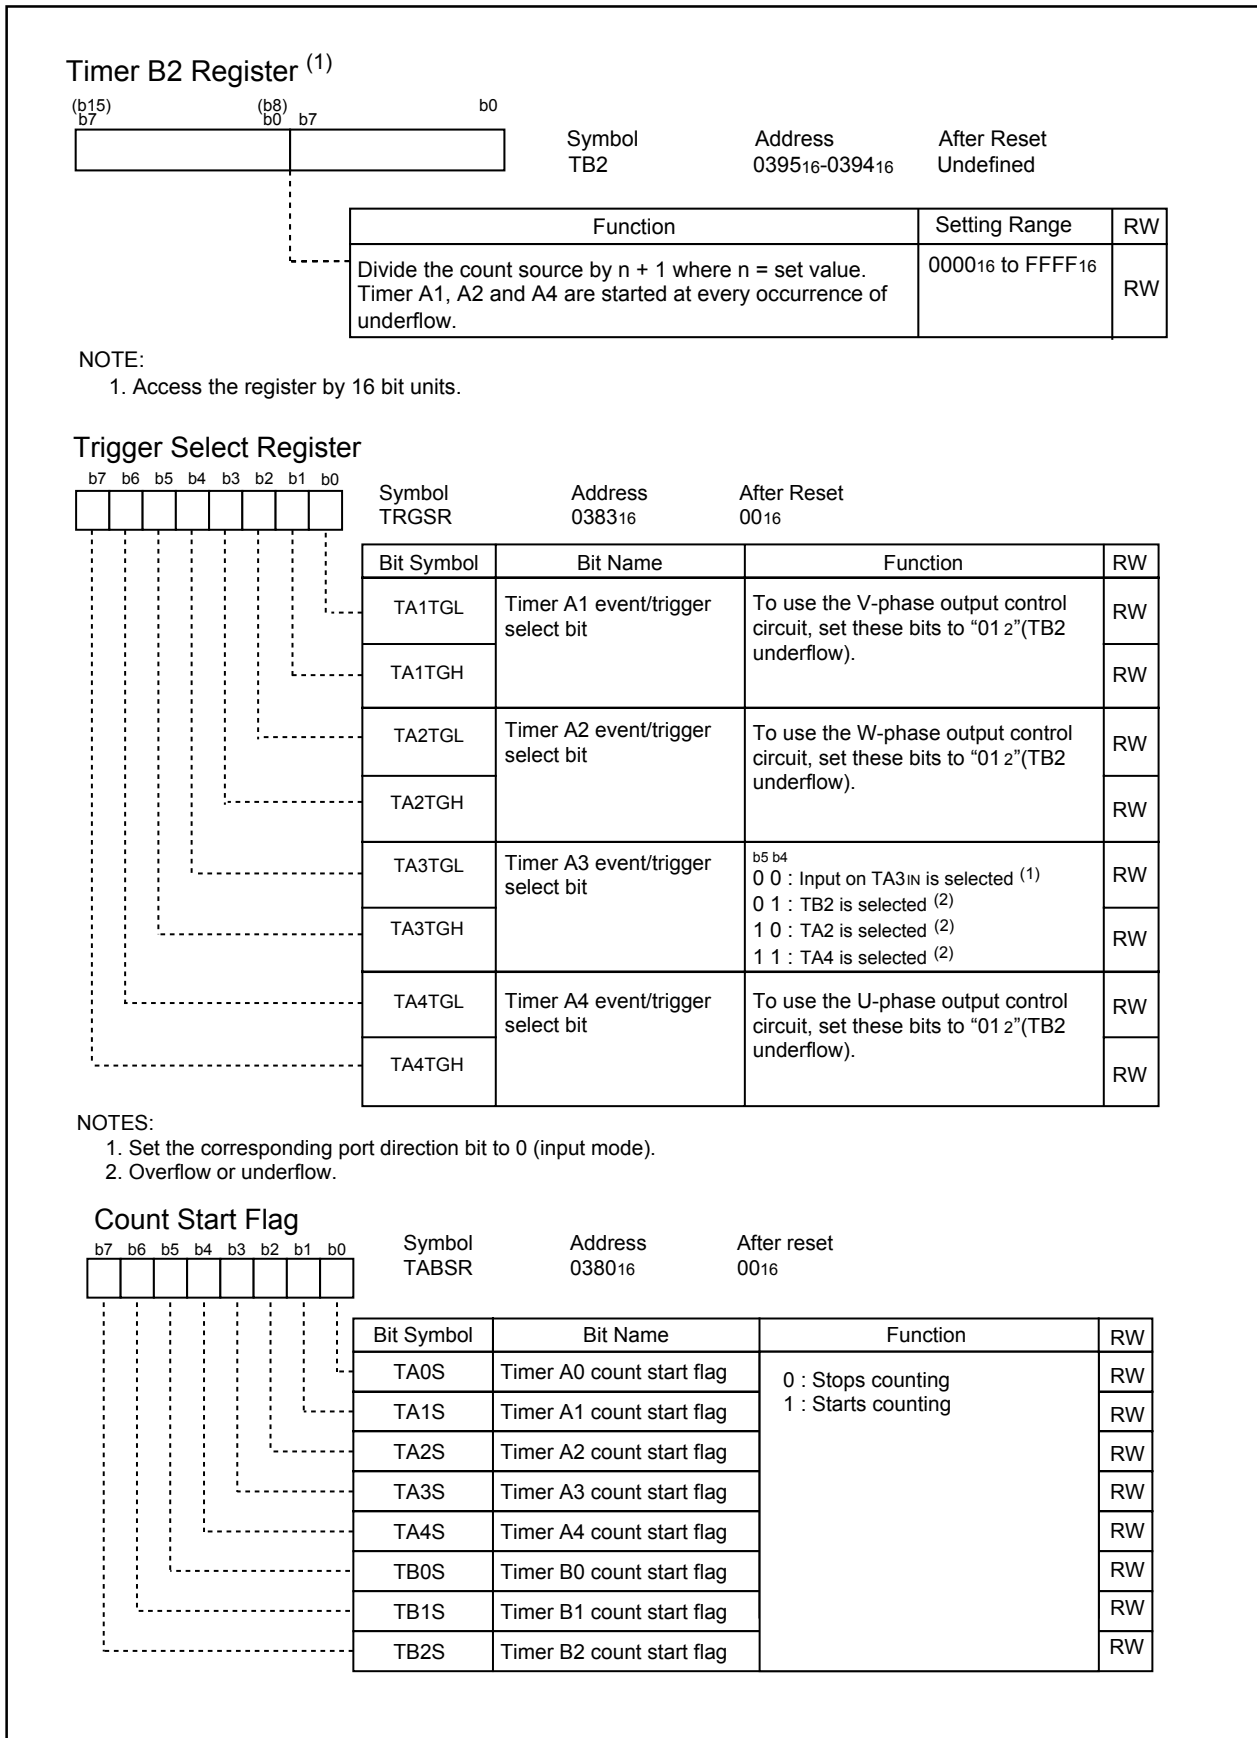 Timer B2 Register (1)
(b15) (b8)
b7 b0 b7 b0
Symbol Address After Reset
TB2 039516-039416 Undefined
Function Setting Range RW
Divide the count source by n + 1 where n = set value. 000016 to FFFF16 RW
Timer A1, A2 and A4 are started at every occurrence of
underflow.
NOTE:
1. Access the register by 16 bit units.
Trigger Select Register
b7 b6 b5 b4 b3 b2 b1 b0
Symbol Address After Reset
TRGSR 038316 0016
Bit Symbol Bit Name Function RW
TA1TGL Timer A1 event/trigger To use the V-phase output control RW
select bit circuit, set these bits to “012”(TB2
underflow).
TA1TGH RW
TA2TGL Timer A2 event/trigger To use the W-phase output control RW
select bit circuit, set these bits to “012”(TB2
underflow).
TA2TGH RW
TA3TGL Timer A3 event/trigger b5 b4 RW
select bit 0 0 : Input on TA3IN is selected (1)
0 1 : TB2 is selected (2)
TA3TGH 1 0 : TA2 is selected (2) RW
1 1 : TA4 is selected (2)
TA4TGL Timer A4 event/trigger To use the U-phase output control RW
select bit circuit, set these bits to “012”(TB2
underflow).
TA4TGH RW
NOTES:
1. Set the corresponding port direction bit to 0 (input mode).
2. Overflow or underflow.
Count Start Flag
b7 b6 b5 b4 b3 b2 b1 b0
Symbol Address After reset
TABSR 038016 0016
Bit Symbol Bit Name Function RW
TA0S Timer A0 count start flag 0 : Stops counting RW
TA1S Timer A1 count start flag 1 : Starts counting RW
TA2S Timer A2 count start flag RW
TA3S Timer A3 count start flag RW
TA4S Timer A4 count start flag RW
TB0S Timer B0 count start flag RW
TB1S Timer B1 count start flag RW
TB2S Timer B2 count start flag RW